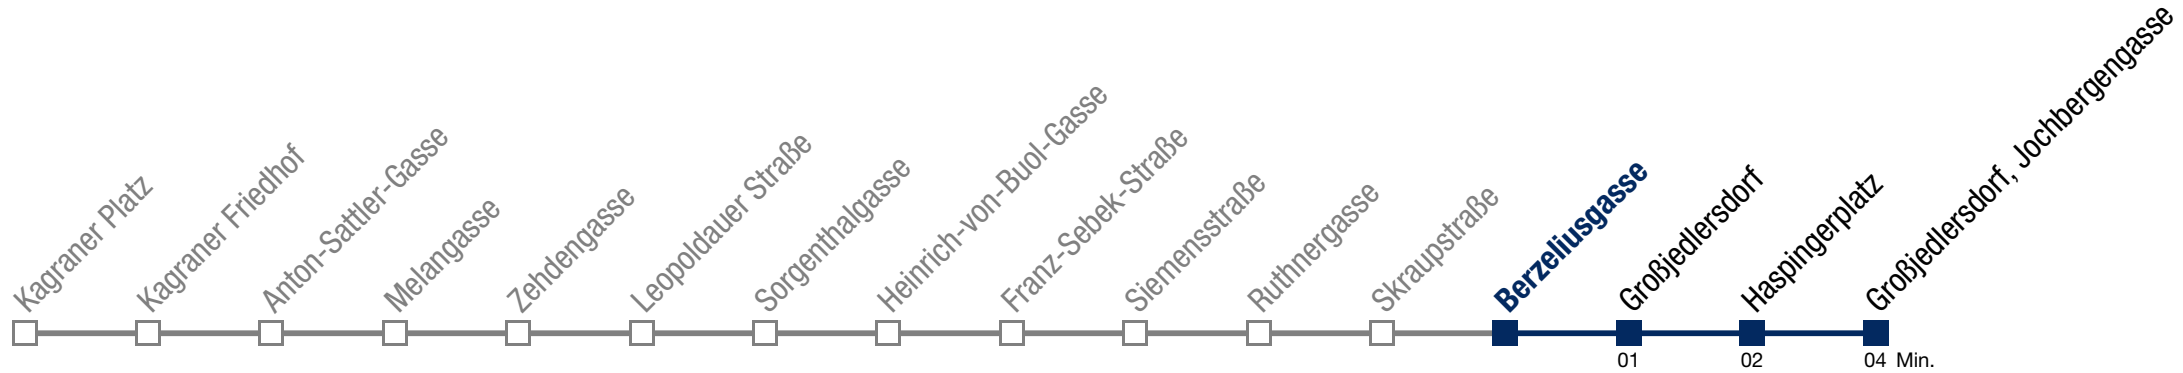 Kagraner Platz
Kagraner Friedhof
Anton-Sattler-Gasse
Melangasse
Zehdengasse
Leopoldauer Straße
Sorgenthalgasse
Heinrich-von-Buol-Gasse
Franz-Sebek-Straße
Siemensstraße
Ruthnergasse
Skraupstraße
Berzeliusgasse
Großjedlersdorf
Haspingerplatz
Großjedlersdorf, Jochbergengasse
01 02 04 Min.